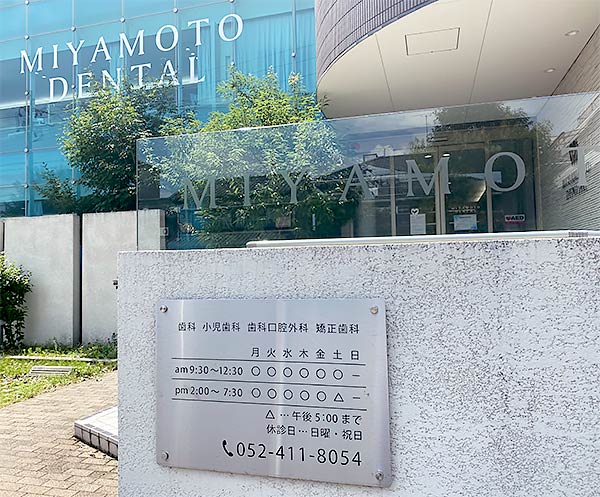 MIYAMOTO
DENTAL
MIYAMO
AED
歯科 小児歯科 歯科口腔外科 矯正歯科
月 火 水 木 金 土 日
am 9:30〜12:30 ○ ○ ○ ○ ○ ○ −
pm 2:00〜 7:30 ○ ○ ○ ○ ○ △ −
△ … 午後 5:00 まで
休診日 … 日曜・祝日
052-411-8054